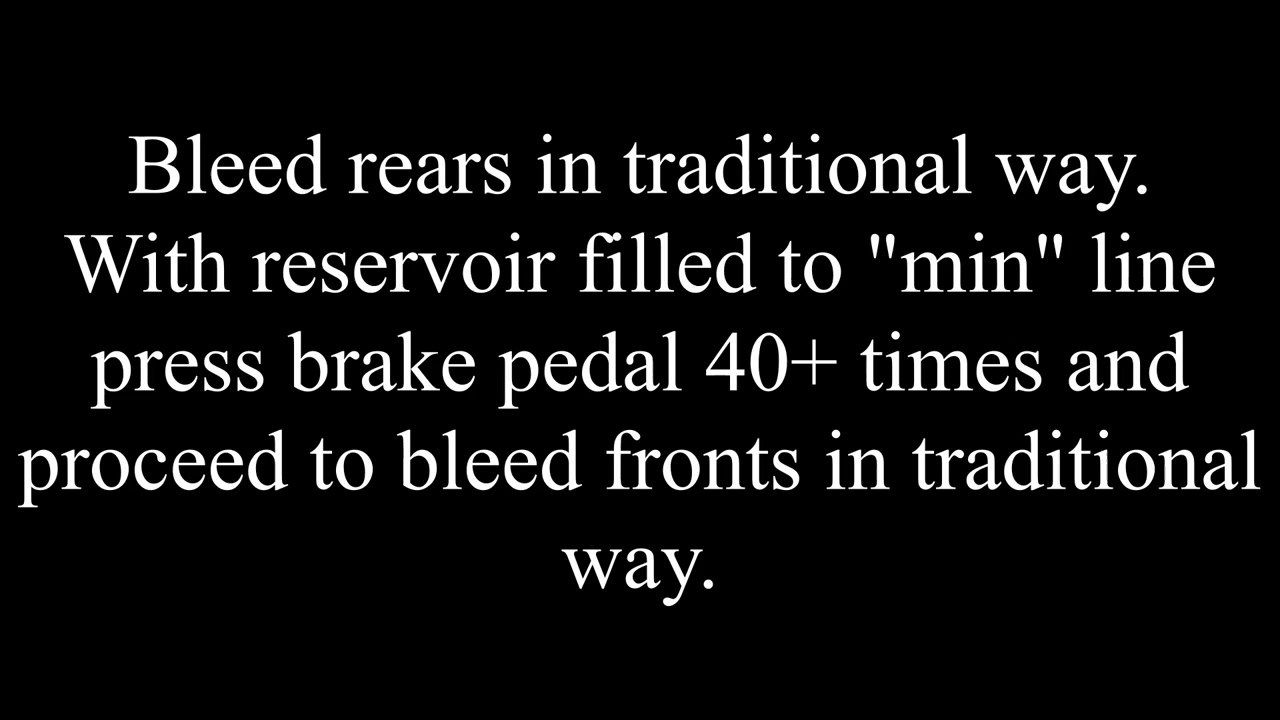 Bleed rears in traditional way.
With reservoir filled to "min" line
press brake pedal 40+ times and
proceed to bleed fronts in traditional
way.